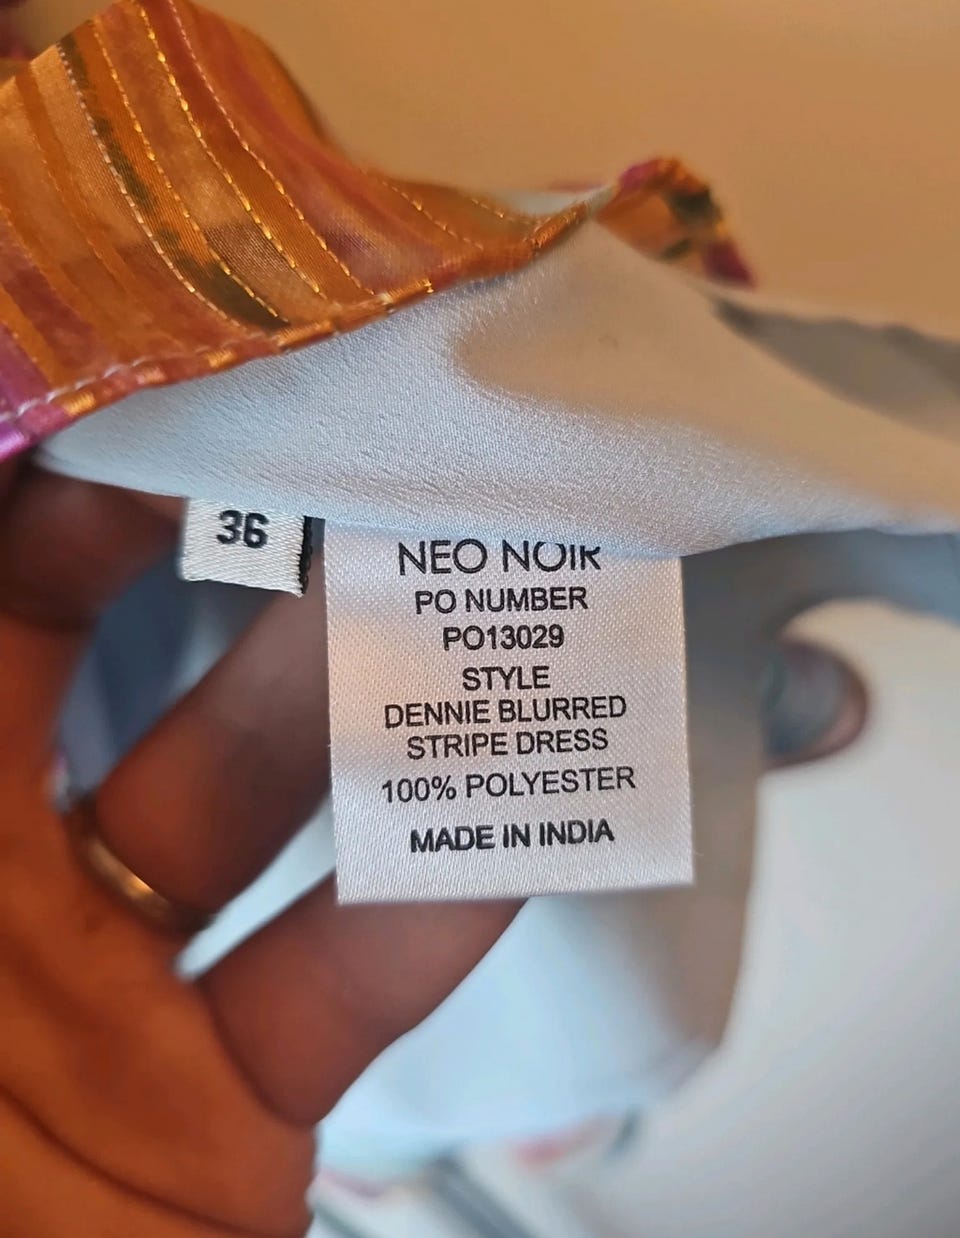 36
NEO NOIR
PO NUMBER
PO13029
STYLE
DENNIE BLURRED
STRIPE DRESS
100% POLYESTER
MADE IN INDIA